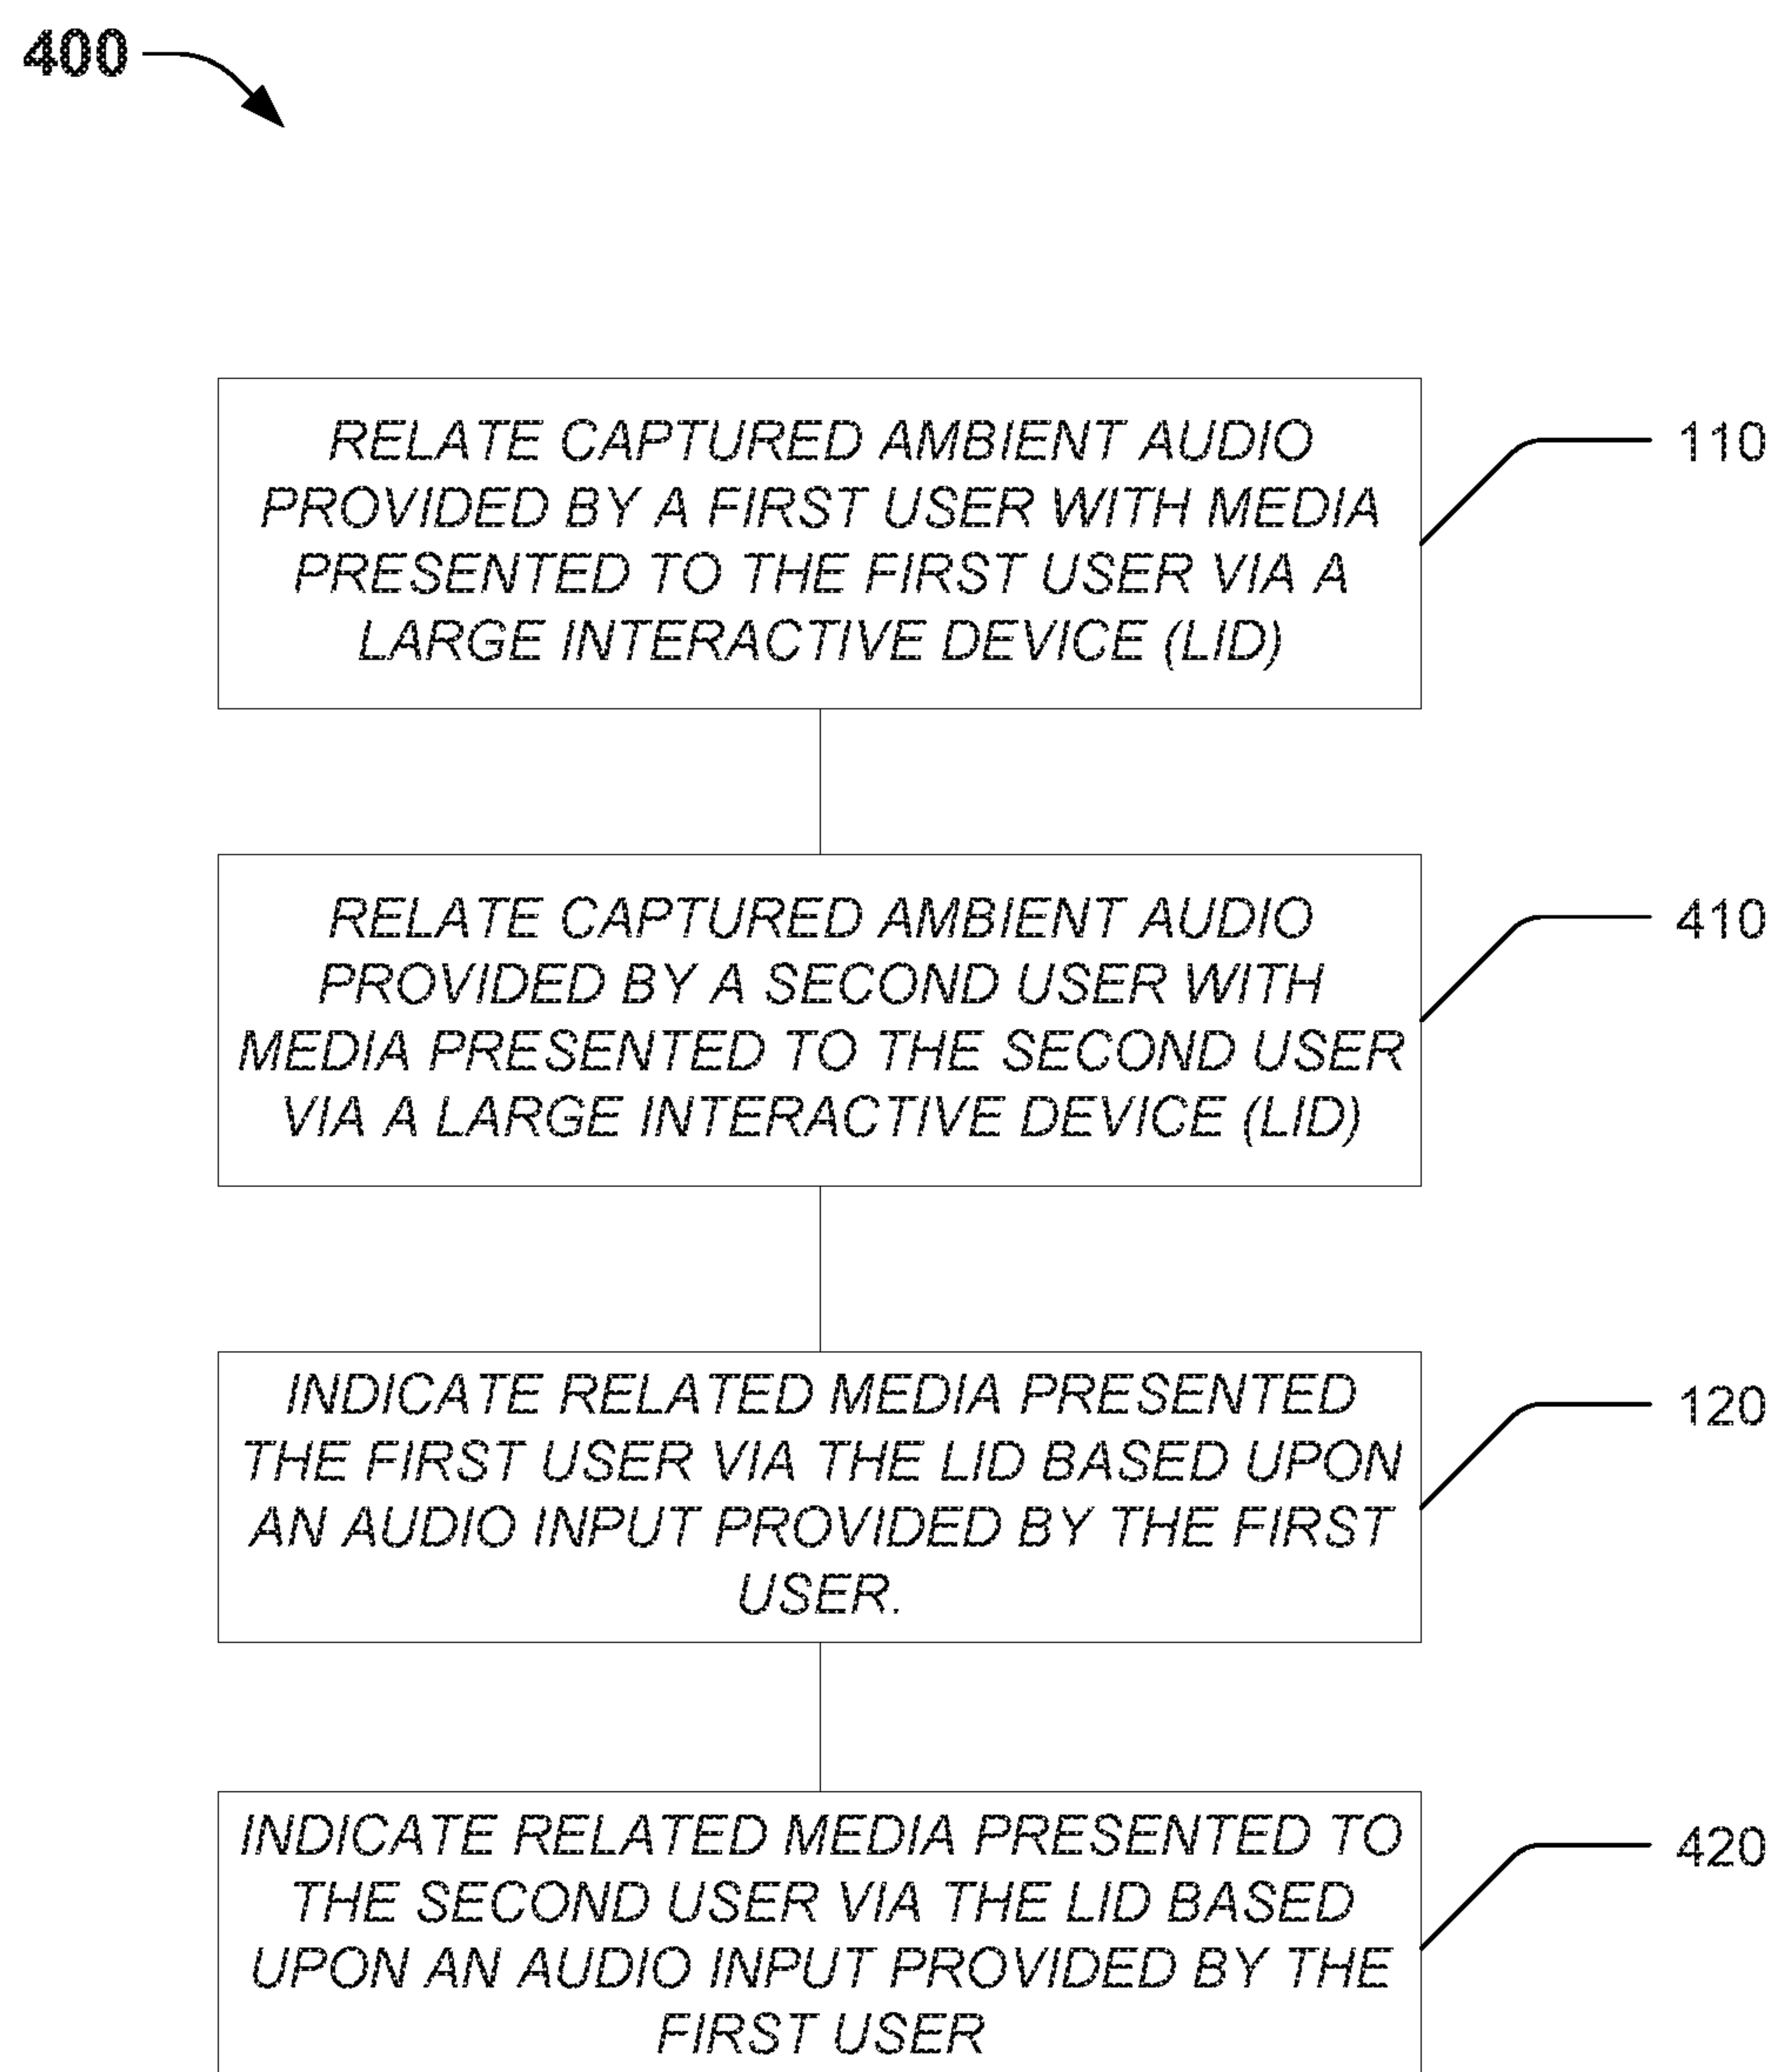 400
RELATE CAPTURED AMBIENT AUDIO
PROVIDED BY A FIRST USER WITH MEDIA
PRESENTED TO THE FIRST USER VIA A
LARGE INTERACTIVE DEVICE (LID)
110
RELATE CAPTURED AMBIENT AUDIO
PROVIDED BY A SECOND USER WITH
MEDIA PRESENTED TO THE SECOND USER
VIA A LARGE INTERACTIVE DEVICE (LID)
410
INDICATE RELATED MEDIA PRESENTED
THE FIRST USER VIA THE LID BASED UPON
AN AUDIO INPUT PROVIDED BY THE FIRST
USER.
120
INDICATE RELATED MEDIA PRESENTED TO
THE SECOND USER VIA THE LID BASED
UPON AN AUDIO INPUT PROVIDED BY THE
FIRST USER
420